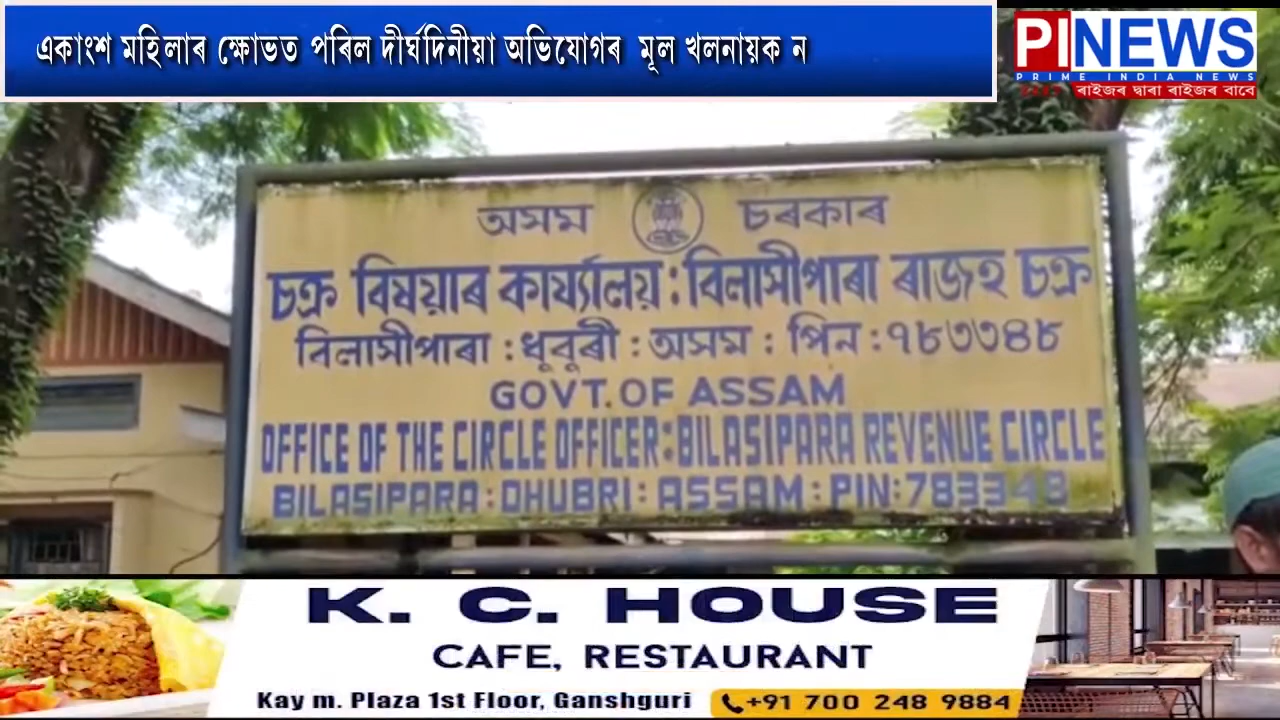 একাংশ মহিলাৰ ক্ষোভত পৰিল দীৰ্ঘদিনীয়া অভিযোগৰ মূল খলনায়ক ন
PI NEWS
PRIME INDIA NEWS
ৰাইজৰ দ্বাৰা ৰাইজৰ বাবে
অসম চৰকাৰ
চক্ৰ বিষয়াৰ কাৰ্য্যালয় : বিলাসীপাৰা ৰাজহ চক্ৰ
বিলাসীপাৰা : ধুবুৰী : অসম : পিন : ৭৮৩৩৪৮
GOVT. OF ASSAM
OFFICE OF THE CIRCLE OFFICER : BILASIPARA REVENUE CIRCLE
BILASIPARA : DHUBRI : ASSAM : PIN : 783348
K. C. HOUSE
CAFE, RESTAURANT
Kay m. Plaza 1st Floor, Ganshguri
+91 700 248 9884